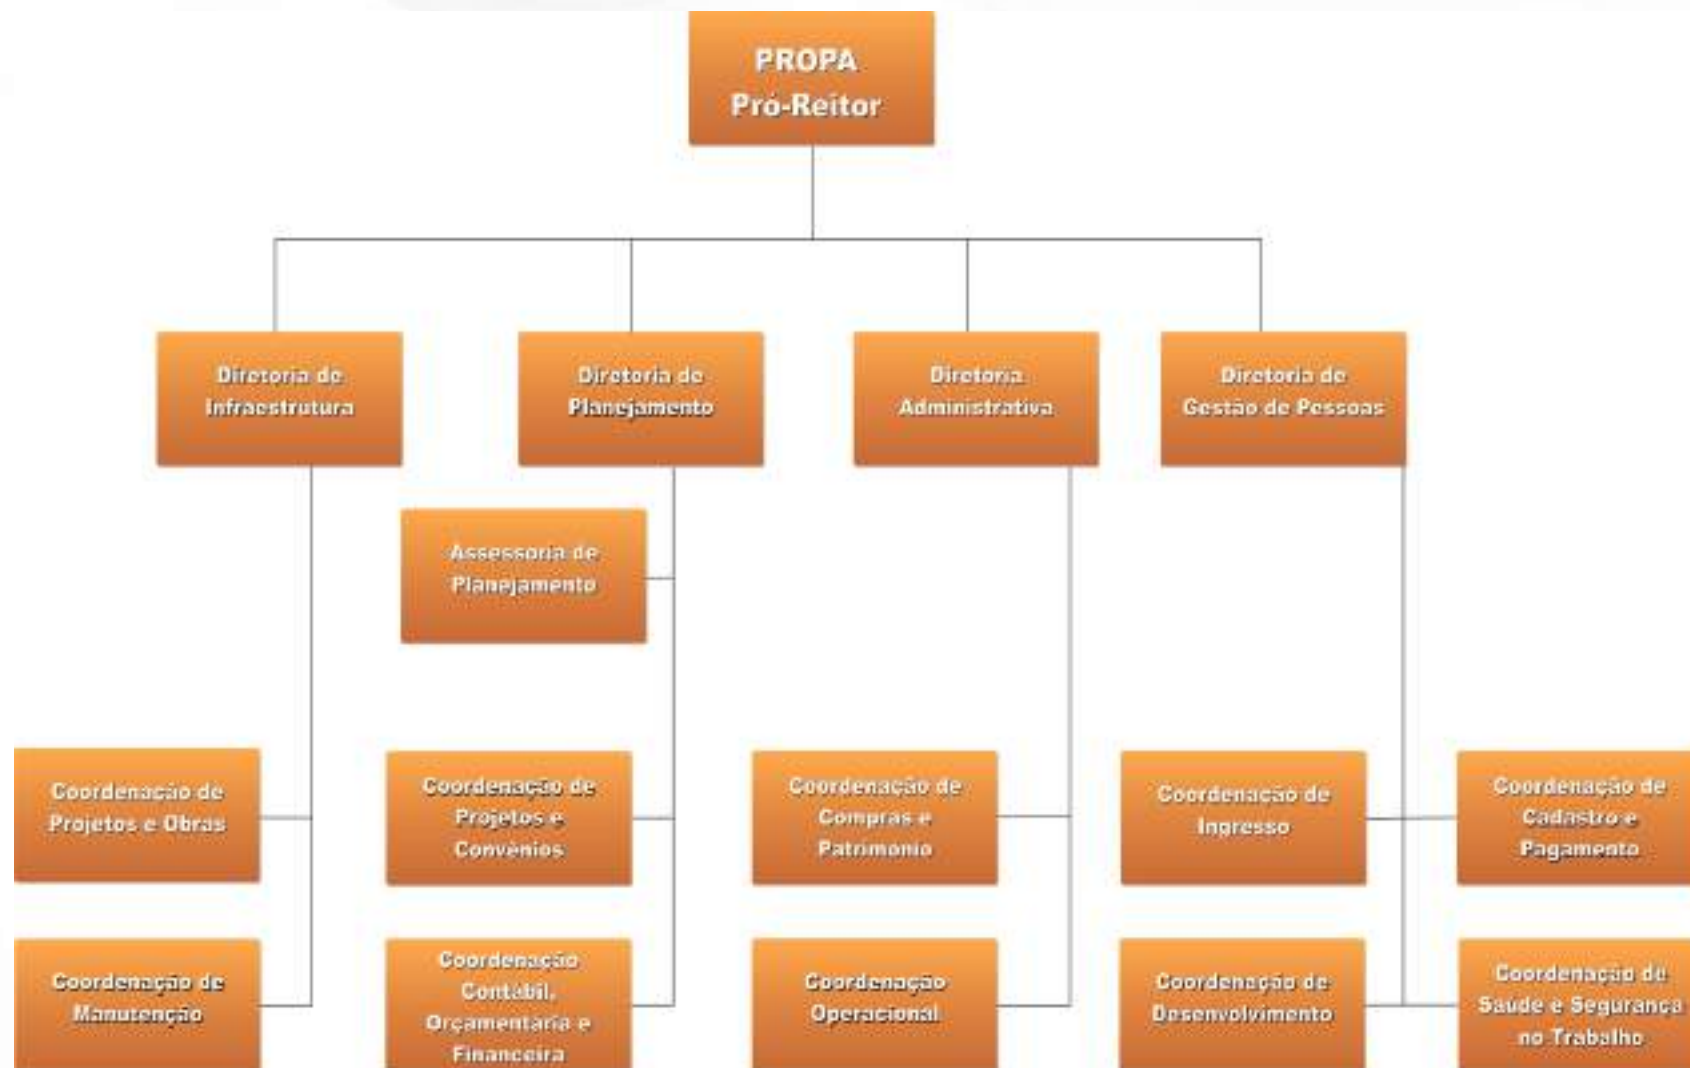 PROPA
Pró-Reitor
Diretoria de
Infraestrutura
Diretoria de
Planejamento
Diretoria
Administrativa
Diretoria de
Gestão de Pessoas
Assessoria de
Planejamento
Coordenação de
Projetos e Obras
Coordenação de
Projetos e
Convênios
Coordenação de
Compras e
Patrimônio
Coordenação de
Ingresso
Coordenação de
Cadastro e
Pagamento
Coordenação de
Manutenção
Coordenação
Contábil,
Orçamentária e
Financeira
Coordenação
Operacional
Coordenação de
Desenvolvimento
Coordenação de
Saúde e Segurança
no Trabalho